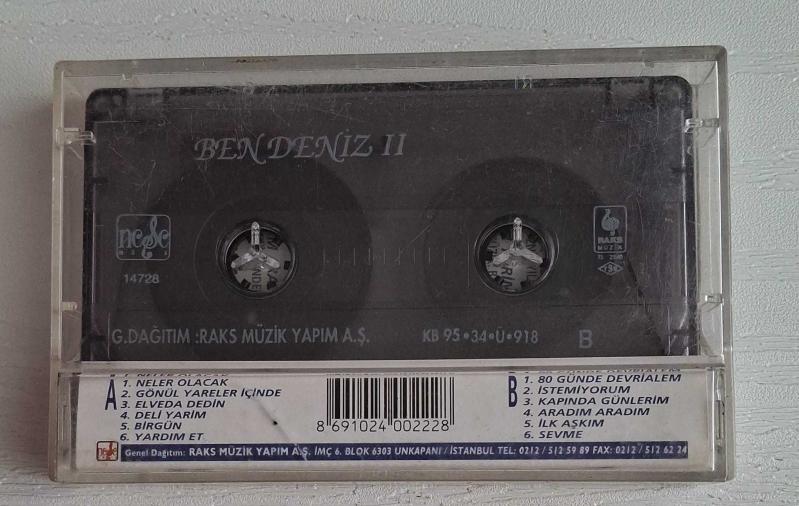 BEN DENİZ II
neşe
MÜZİK
14728
RAKS
MÜZİK
TSE
G.DAĞITIM :RAKS MÜZİK YAPIM A.Ş.
KB 95•34•Ü•918
B
A
1. NELER OLACAK
2. GÖNÜL YARELER İÇİNDE
3. ELVEDA DEDİN
4. DELİ YARİM
5. BİRGÜN
6. YARDIM ET
8 691024 002228
B
1. 80 GÜNDE DEVRİALEM
2. İSTEMİYORUM
3. KAPINDA GÜNLERİM
4. ARADIM ARADIM
5. İLK AŞKIM
6. SEVME
Genel Dağıtım: RAKS MÜZİK YAPIM A.Ş. İMÇ 6. BLOK 6303 UNKAPANI / İSTANBUL TEL: 0212 / 512 59 89 FAX: 0212 / 512 62 24